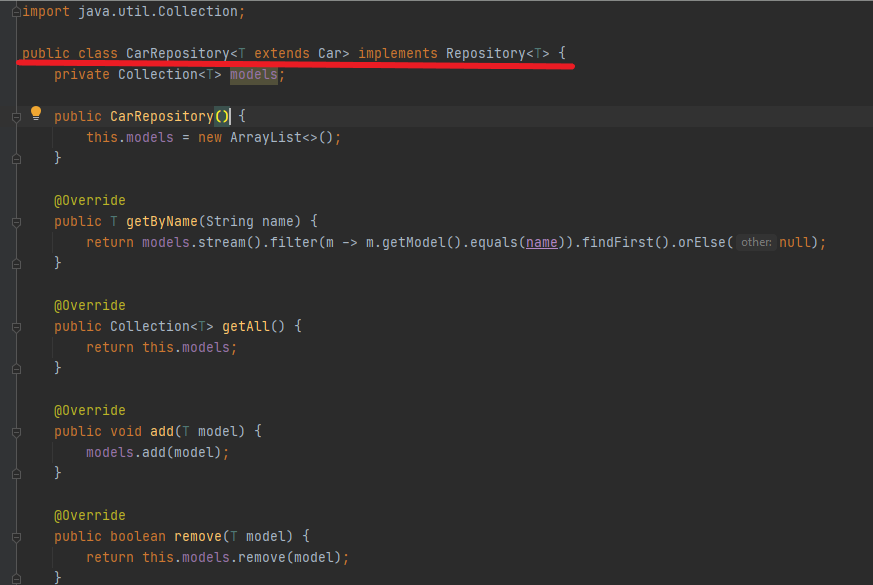 import java.util.Collection;
public class CarRepository<T extends Car> implements Repository<T> {
private Collection<T> models;
public CarRepository() {
this.models = new ArrayList<>();
}
@Override
public T getByName(String name) {
return models.stream().filter(m -> m.getModel().equals(name)).findFirst().orElse( other: null);
}
@Override
public Collection<T> getAll() {
return this.models;
}
@Override
public void add(T model) {
models.add(model);
}
@Override
public boolean remove(T model) {
return this.models.remove(model);
}